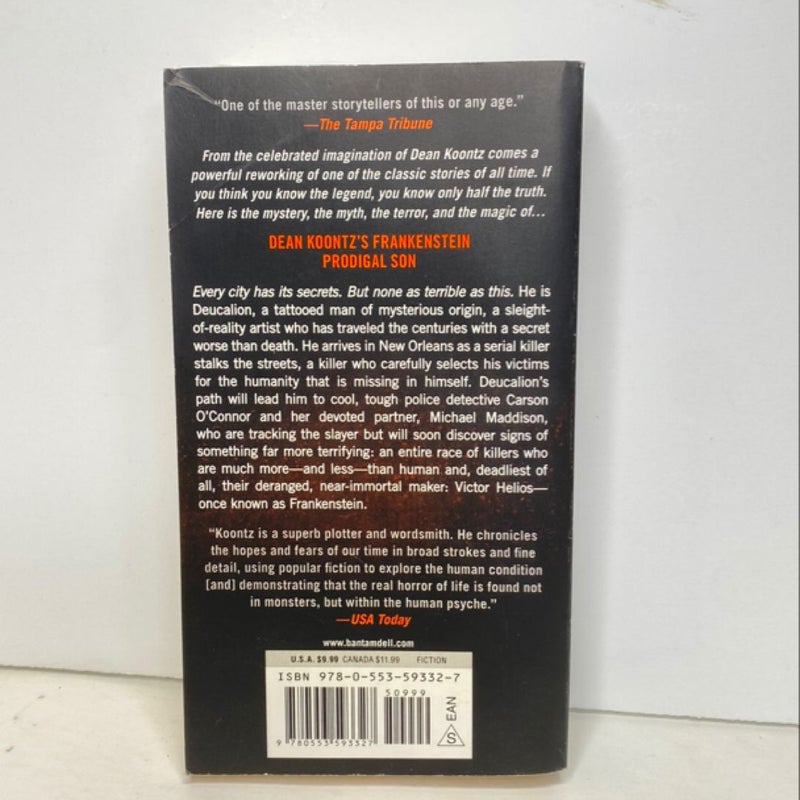 “One of the master storytellers of this or any age.”
—The Tampa Tribune
From the celebrated imagination of Dean Koontz comes a
powerful reworking of one of the classic stories of all time. If
you think you know the legend, you know only half the truth.
Here is the mystery, the myth, the terror, and the magic of...
DEAN KOONTZ'S FRANKENSTEIN
PRODIGAL SON
Every city has its secrets. But none as terrible as this. He is
Deucalion, a tattooed man of mysterious origin, a sleight-
of-reality artist who has traveled the centuries with a secret
worse than death. He arrives in New Orleans as a serial killer
stalks the streets, a killer who carefully selects his victims
for the humanity that is missing in himself. Deucalion's
path will lead him to cool, tough police detective Carson
O'Connor and her devoted partner, Michael Maddison,
who are tracking the slayer but will soon discover signs of
something far more terrifying: an entire race of killers who
are much more—and less—than human and, deadliest of
all, their deranged, near-immortal maker: Victor Helios—
once known as Frankenstein.
“Koontz is a superb plotter and wordsmith. He chronicles
the hopes and fears of our time in broad strokes and fine
detail, using popular fiction to explore the human condition
[and] demonstrating that the real horror of life is found not
in monsters, but within the human psyche.”
—USA Today
www.bantamdell.com
U.S.A. $9.99 CANADA $11.99 FICTION
ISBN 978-0-553-59332-7
50999
9 780553 593327
EAN
S